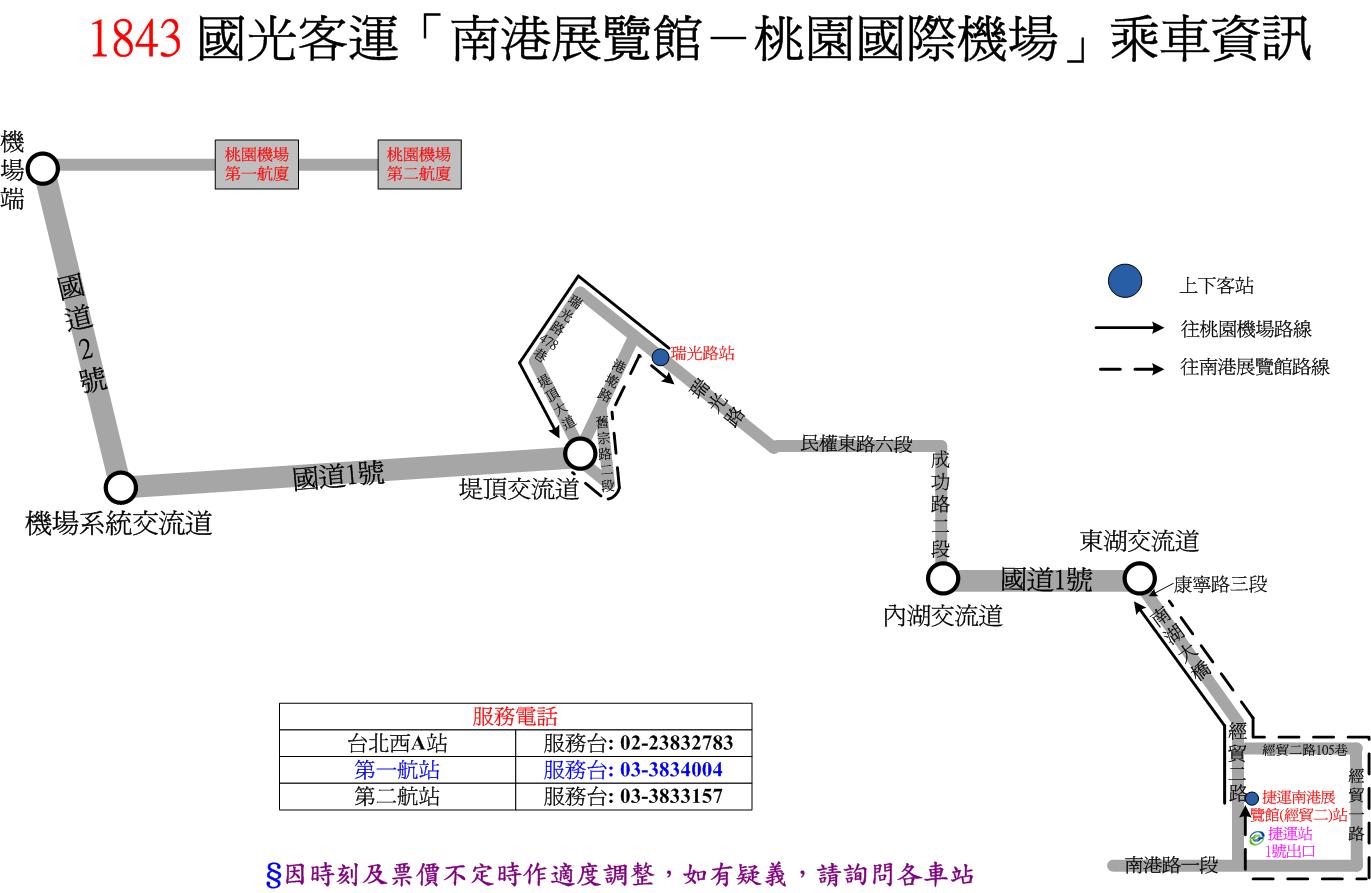 1843 國光客運「南港展覽館－桃園國際機場」乘車資訊
機場端
桃園機場
第一航廈
桃園機場
第二航廈
國道2號
上下客站
往桃園機場路線
往南港展覽館路線
瑞光路478巷
堤頂大道
港墘路
舊宗路二段
瑞光路站
瑞光路
民權東路六段
成功路二段
國道1號
堤頂交流道
機場系統交流道
東湖交流道
國道1號
康寧路三段
內湖交流道
南湖大橋
經貿二路
經貿二路105巷
經貿一路
捷運南港展
覽館(經貿二)站
捷運站
1號出口
南港路一段
服務電話
台北西A站 服務台: 02-23832783
第一航站 服務台: 03-3834004
第二航站 服務台: 03-3833157
§因時刻及票價不定時作適度調整，如有疑義，請詢問各車站